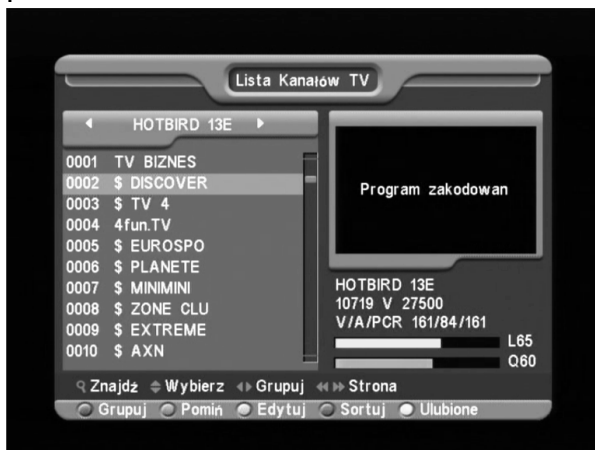 Lista Kanałów TV
HOTBIRD 13E
0001 TV BIZNES
0002 $ DISCOVER
0003 $ TV 4
0004 4fun.TV
0005 $ EUROSPO
0006 $ PLANETE
0007 $ MINIMINI
0008 $ ZONE CLU
0009 $ EXTREME
0010 $ AXN
Program zakodowan
HOTBIRD 13E
10719 V 27500
V/A/PCR 161/84/161
L65
Q60
Znajdź Wybierz Grupuj Strona
Grupuj Pomiń Edytuj Sortuj Ulubione